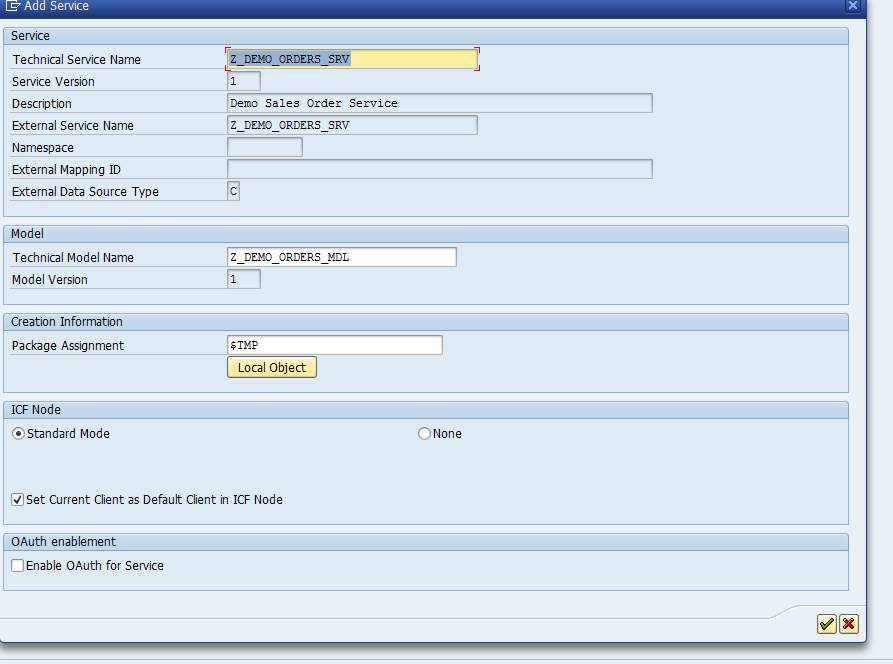 Add Service
Service
Technical Service Name Z_DEMO_ORDERS_SRV
Service Version 1
Description Demo Sales Order Service
External Service Name Z_DEMO_ORDERS_SRV
Namespace
External Mapping ID
External Data Source Type C
Model
Technical Model Name Z_DEMO_ORDERS_MDL
Model Version 1
Creation Information
Package Assignment $TMP
Local Object
ICF Node
Standard Mode None
Set Current Client as Default Client in ICF Node
OAuth enablement
Enable OAuth for Service